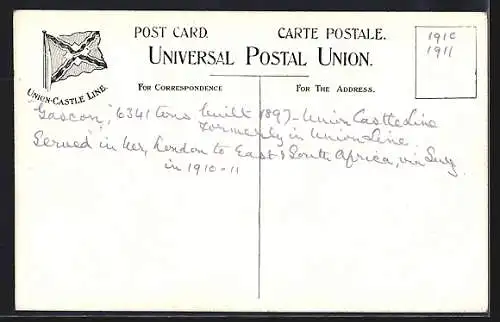 POST CARD. CARTE POSTALE.
UNIVERSAL POSTAL UNION.
UNION-CASTLE LINE.
FOR CORRESPONDENCE
FOR THE ADDRESS.
1910
1911
"Gascon", 6341 tons built 1897 - Union Castle Line
formerly in Union Line.
Served in her, London to East & South Africa, via Suez
in 1910-11